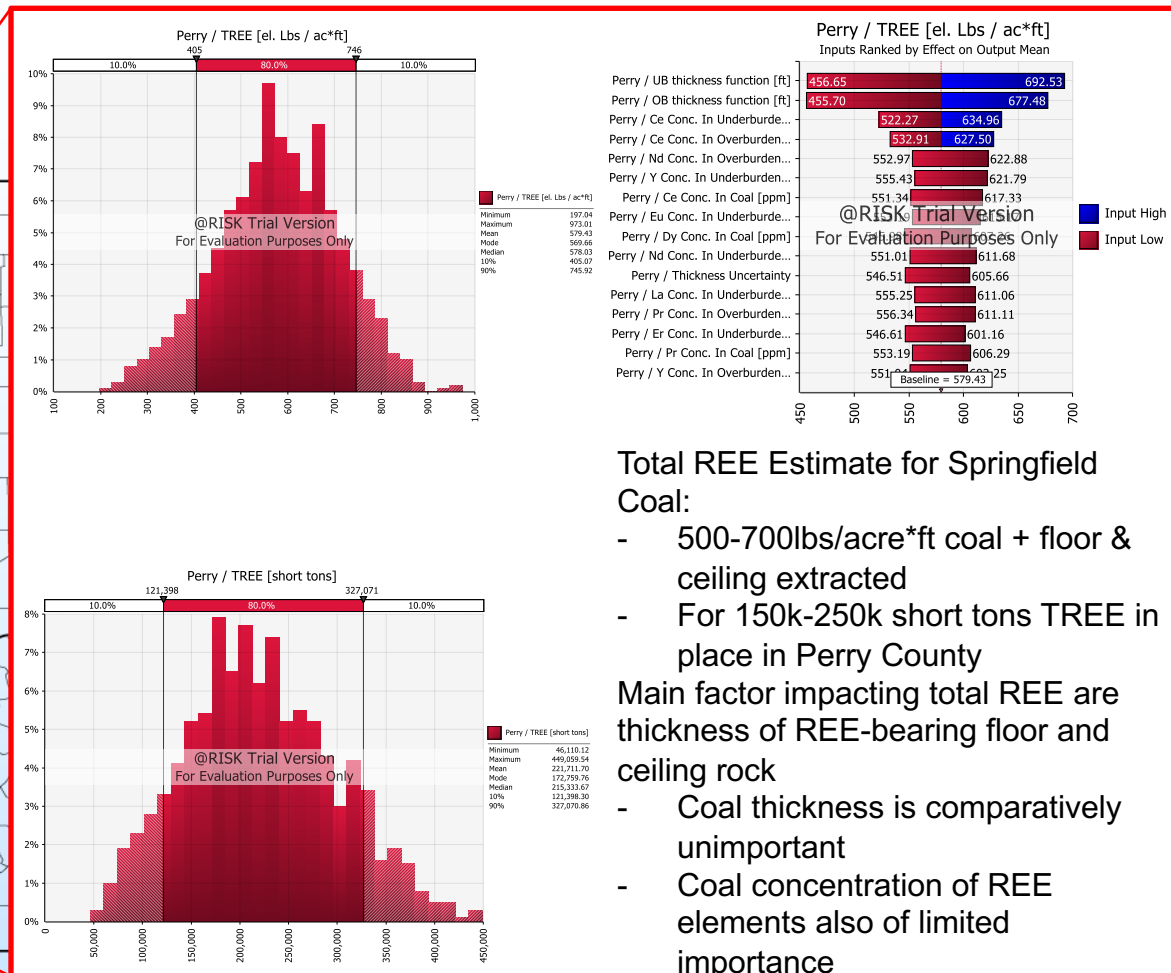 Perry / TREE [el. Lbs / ac*ft]
405 746
10.0% 80.0% 10.0%
10%
9%
8%
7%
6%
5%
4%
3%
2%
1%
0%
100 200 300 400 500 600 700 800 900 1,000
@RISK Trial Version
For Evaluation Purposes Only
Perry / TREE [el. Lbs / ac*ft]
Minimum 197.04
Maximum 973.01
Mean 579.43
Mode 569.66
Median 578.03
10% 405.07
90% 745.92
Perry / TREE [el. Lbs / ac*ft]
Inputs Ranked by Effect on Output Mean
Perry / UB thickness function [ft] 456.65 692.53
Perry / OB thickness function [ft] 455.70 677.48
Perry / Ce Conc. In Underburde... 522.27 634.96
Perry / Ce Conc. In Overburden... 532.91 627.50
Perry / Nd Conc. In Overburden... 552.97 622.88
Perry / Y Conc. In Underburden... 555.43 621.79
Perry / Ce Conc. In Coal [ppm] 551.34 617.33
Perry / Eu Conc. In Underburde...
Perry / Dy Conc. In Coal [ppm]
Perry / Nd Conc. In Underburde... 551.01 611.68
Perry / Thickness Uncertainty 546.51 605.66
Perry / La Conc. In Underburde... 555.25 611.06
Perry / Pr Conc. In Overburden... 556.34 611.11
Perry / Er Conc. In Underburde... 546.61 601.16
Perry / Pr Conc. In Coal [ppm] 553.19 606.29
Perry / Y Conc. In Overburden...
@RISK Trial Version
For Evaluation Purposes Only
Baseline = 579.43
450 500 550 600 650 700
Input High
Input Low
Total REE Estimate for Springfield
Coal:
- 500-700lbs/acre*ft coal + floor &
ceiling extracted
- For 150k-250k short tons TREE in
place in Perry County
Main factor impacting total REE are
thickness of REE-bearing floor and
ceiling rock
- Coal thickness is comparatively
unimportant
- Coal concentration of REE
elements also of limited
importance
Perry / TREE [short tons]
121,398 327,071
10.0% 80.0% 10.0%
8%
7%
6%
5%
4%
3%
2%
1%
0%
0 50,000 100,000 150,000 200,000 250,000 300,000 350,000 400,000 450,000
@RISK Trial Version
For Evaluation Purposes Only
Perry / TREE [short tons]
Minimum 46,110.12
Maximum 449,059.54
Mean 221,711.70
Mode 172,759.76
Median 215,333.67
10% 121,398.30
90% 327,070.86